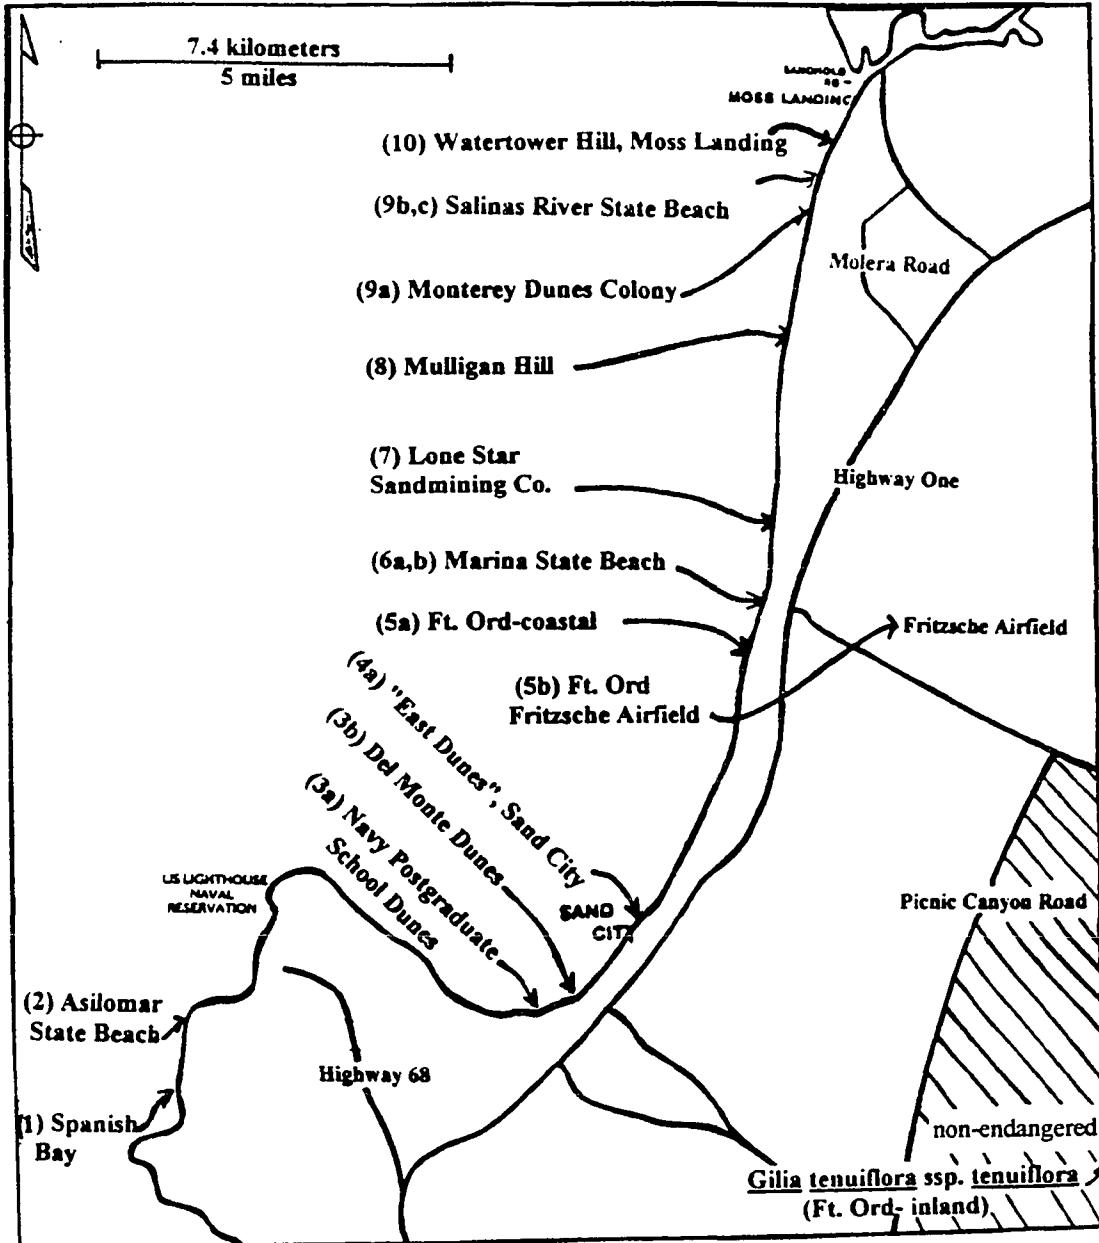 7.4 kilometers
5 miles
MOSS LANDING
(10) Watertower Hill, Moss Landing
(9b,c) Salinas River State Beach
Molera Road
(9a) Monterey Dunes Colony
(8) Mulligan Hill
(7) Lone Star
Sandmining Co.
Highway One
(6a,b) Marina State Beach
(5a) Ft. Ord-coastal
Fritzsche Airfield
(5b) Ft. Ord
Fritzsche Airfield
(4a) "East Dunes", Sand City
(3b) Del Monte Dunes
(3a) Navy Postgraduate
School Dunes
US LIGHTHOUSE
NAVAL
RESERVATION
SAND
CITY
Picnic Canyon Road
(2) Asilomar
State Beach
Highway 68
(1) Spanish
Bay
non-endangered
Gilia tenuiflora ssp. tenuiflora
(Ft. Ord- inland)